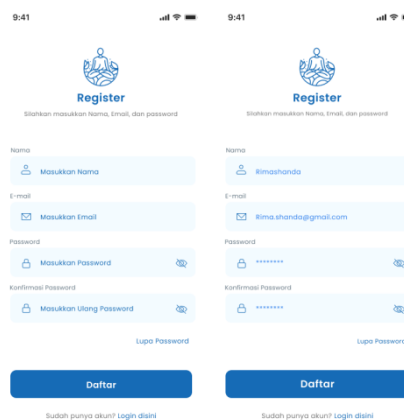 9:41
Register
Silahkan masukkan Nama, Email, dan password
Nama
Masukkan Nama
E-mail
Masukkan Email
Password
Masukkan Password
Konfirmasi Password
Masukkan Ulang Password
Lupa Password
Daftar
Sudah punya akun? Login disini
9:41
Register
Silahkan masukkan Nama, Email, dan password
Nama
Rimashanda
E-mail
Rima.shanda@gmail.com
Password
********
Konfirmasi Password
********
Lupa Password
Daftar
Sudah punya akun? Login disini